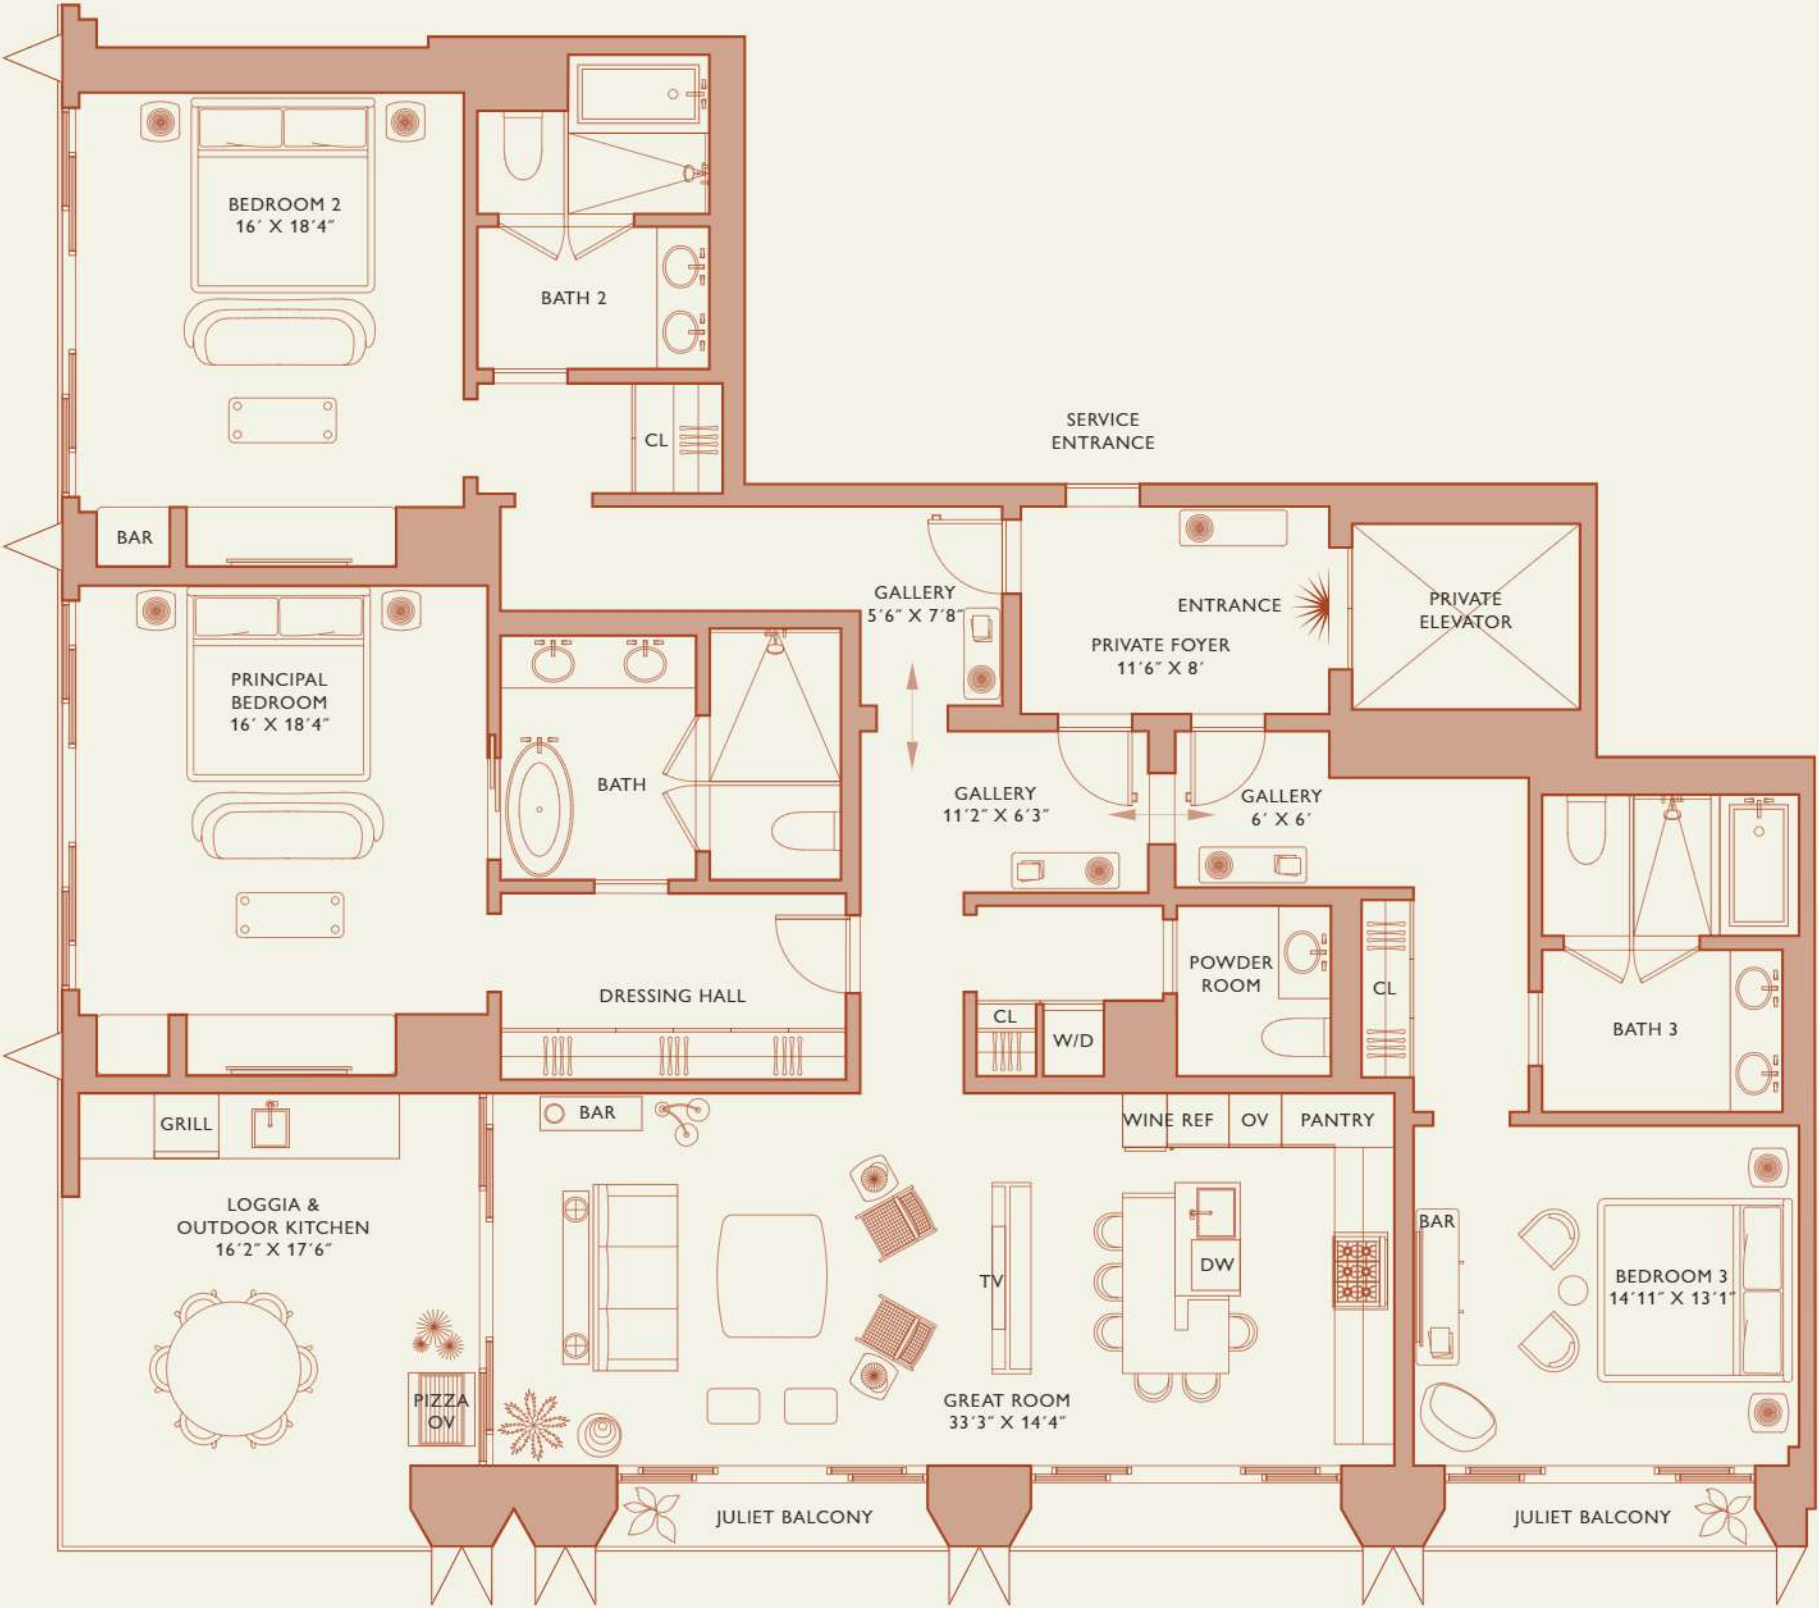 BEDROOM 2
16′ X 18′4″
BATH 2
CL
SERVICE
ENTRANCE
BAR
GALLERY
5′6″ X 7′8″
ENTRANCE
PRIVATE
ELEVATOR
PRIVATE FOYER
11′6″ X 8′
PRINCIPAL
BEDROOM
16′ X 18′4″
BATH
GALLERY
11′2″ X 6′3″
GALLERY
6′ X 6′
DRESSING HALL
POWDER
ROOM
CL
CL
W/D
BATH 3
GRILL
BAR
WINE REF
OV
PANTRY
LOGGIA &
OUTDOOR KITCHEN
16′2″ X 17′6″
BAR
TV
DW
BEDROOM 3
14′11″ X 13′1″
PIZZA
OV
GREAT ROOM
33′3″ X 14′4″
JULIET BALCONY
JULIET BALCONY